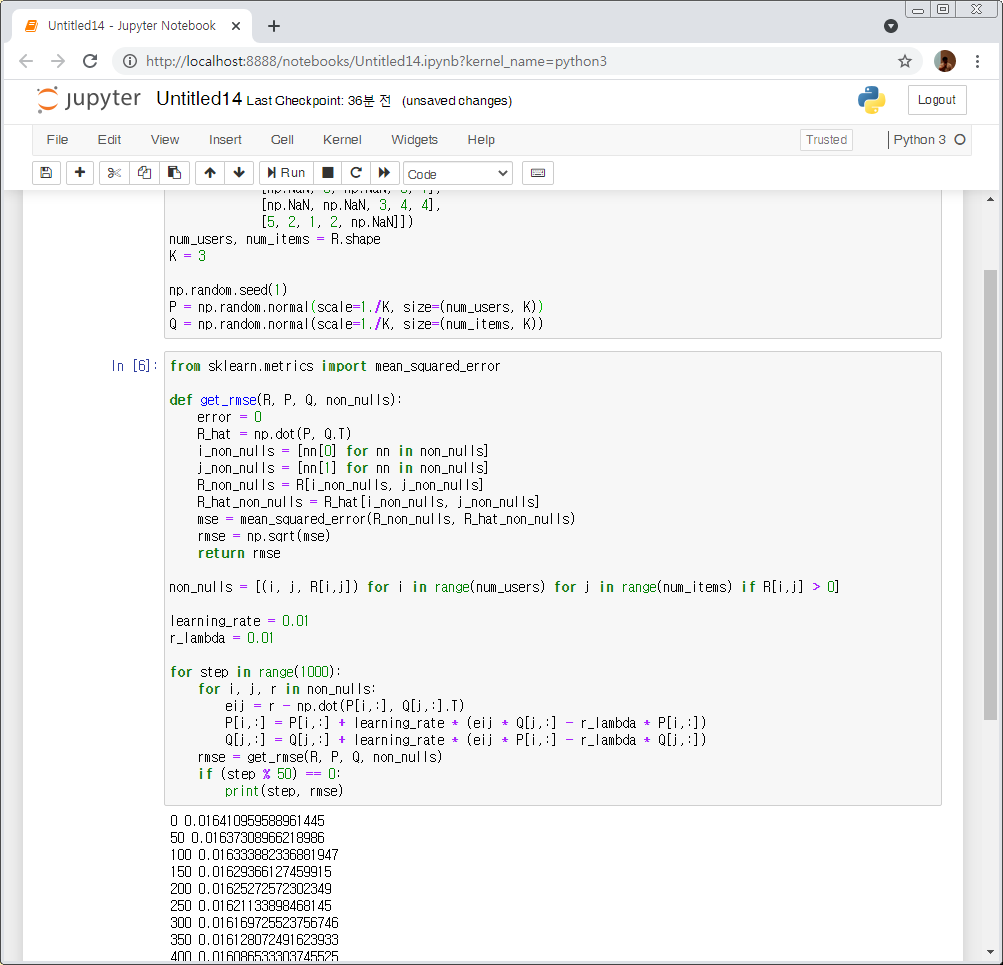 Untitled14 - Jupyter Notebook
http://localhost:8888/notebooks/Untitled14.ipynb?kernel_name=python3
jupyter Untitled14 Last Checkpoint: 36분 전 (unsaved changes)
Logout
File Edit View Insert Cell Kernel Widgets Help
Trusted
Python 3
Run
Code
[np.NaN, np.NaN, 3, 4, 4],
[5, 2, 1, 2, np.NaN]])
num_users, num_items = R.shape
K = 3
np.random.seed(1)
P = np.random.normal(scale=1./K, size=(num_users, K))
Q = np.random.normal(scale=1./K, size=(num_items, K))
In [6]:
from sklearn.metrics import mean_squared_error
def get_rmse(R, P, Q, non_nulls):
error = 0
R_hat = np.dot(P, Q.T)
i_non_nulls = [nn[0] for nn in non_nulls]
j_non_nulls = [nn[1] for nn in non_nulls]
R_non_nulls = R[i_non_nulls, j_non_nulls]
R_hat_non_nulls = R_hat[i_non_nulls, j_non_nulls]
mse = mean_squared_error(R_non_nulls, R_hat_non_nulls)
rmse = np.sqrt(mse)
return rmse
non_nulls = [(i, j, R[i,j]) for i in range(num_users) for j in range(num_items) if R[i,j] > 0]
learning_rate = 0.01
r_lambda = 0.01
for step in range(1000):
for i, j, r in non_nulls:
eij = r - np.dot(P[i,:], Q[j,:].T)
P[i,:] = P[i,:] + learning_rate * (eij * Q[j,:] - r_lambda * P[i,:])
Q[j,:] = Q[j,:] + learning_rate * (eij * P[i,:] - r_lambda * Q[j,:])
rmse = get_rmse(R, P, Q, non_nulls)
if (step % 50) == 0:
print(step, rmse)
0 0.016410959588961445
50 0.01637308966218986
100 0.016333882336881947
150 0.01629366127459915
200 0.01625272572302349
250 0.01621133898468145
300 0.016169725523756746
350 0.016128072491623933
400 0.016086533303745525